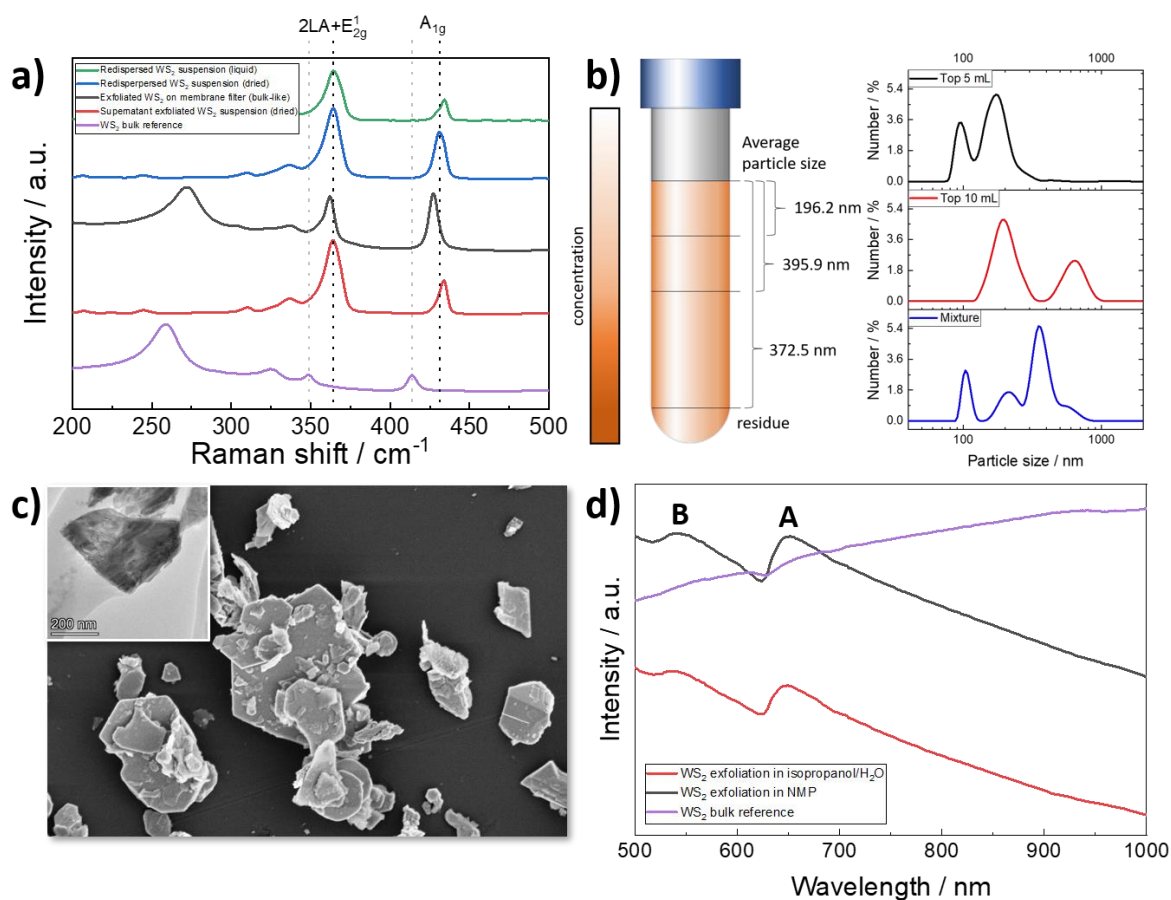 a)
2LA+E¹₂g
A₁g
Redispersed WS₂ suspension (liquid)
Redisperpersed WS₂ suspension (dried)
Exfoliated WS₂ on membrane filter (bulk-like)
Supernatant exfoliated WS₂ suspension (dried)
WS₂ bulk reference
Intensity / a.u.
200 250 300 350 400 450 500
Raman shift / cm⁻¹
b)
concentration
Average
particle size
196.2 nm
395.9 nm
372.5 nm
residue
100 1000
Top 5 mL
Number / %
5.4
3.6
1.8
0.0
Top 10 mL
Number / %
5.4
3.6
1.8
0.0
Mixture
Number / %
5.4
3.6
1.8
0.0
100 1000
Particle size / nm
c)
200 nm
d)
B
A
Intensity / a.u.
WS₂ exfoliation in isopropanol/H₂O
WS₂ exfoliation in NMP
WS₂ bulk reference
500 600 700 800 900 1000
Wavelength / nm